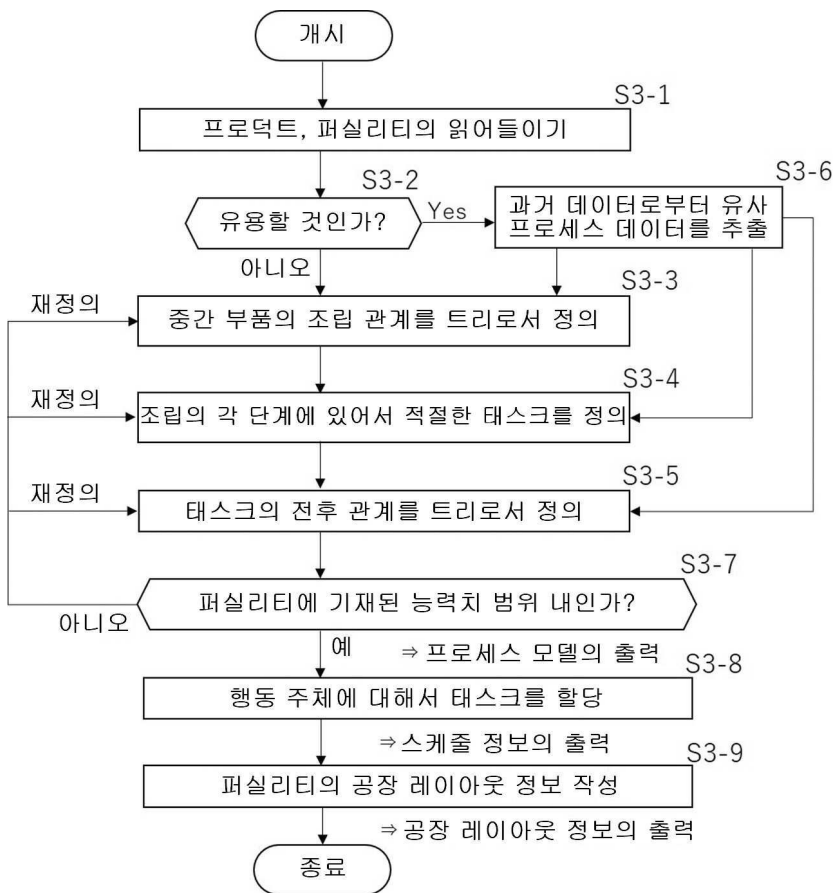 개시
S3-1
프로덕트, 퍼실리티의 읽어들이기
S3-2
유용할 것인가?
Yes
S3-6
과거 데이터로부터 유사
프로세스 데이터를 추출
아니오
S3-3
재정의
중간 부품의 조립 관계를 트리로서 정의
S3-4
재정의
조립의 각 단계에 있어서 적절한 태스크를 정의
S3-5
재정의
태스크의 전후 관계를 트리로서 정의
S3-7
퍼실리티에 기재된 능력치 범위 내인가?
아니오
예
⇒ 프로세스 모델의 출력
S3-8
행동 주체에 대해서 태스크를 할당
⇒스케줄 정보의 출력
S3-9
퍼실리티의 공장 레이아웃 정보 작성
⇒공장 레이아웃 정보의 출력
종료